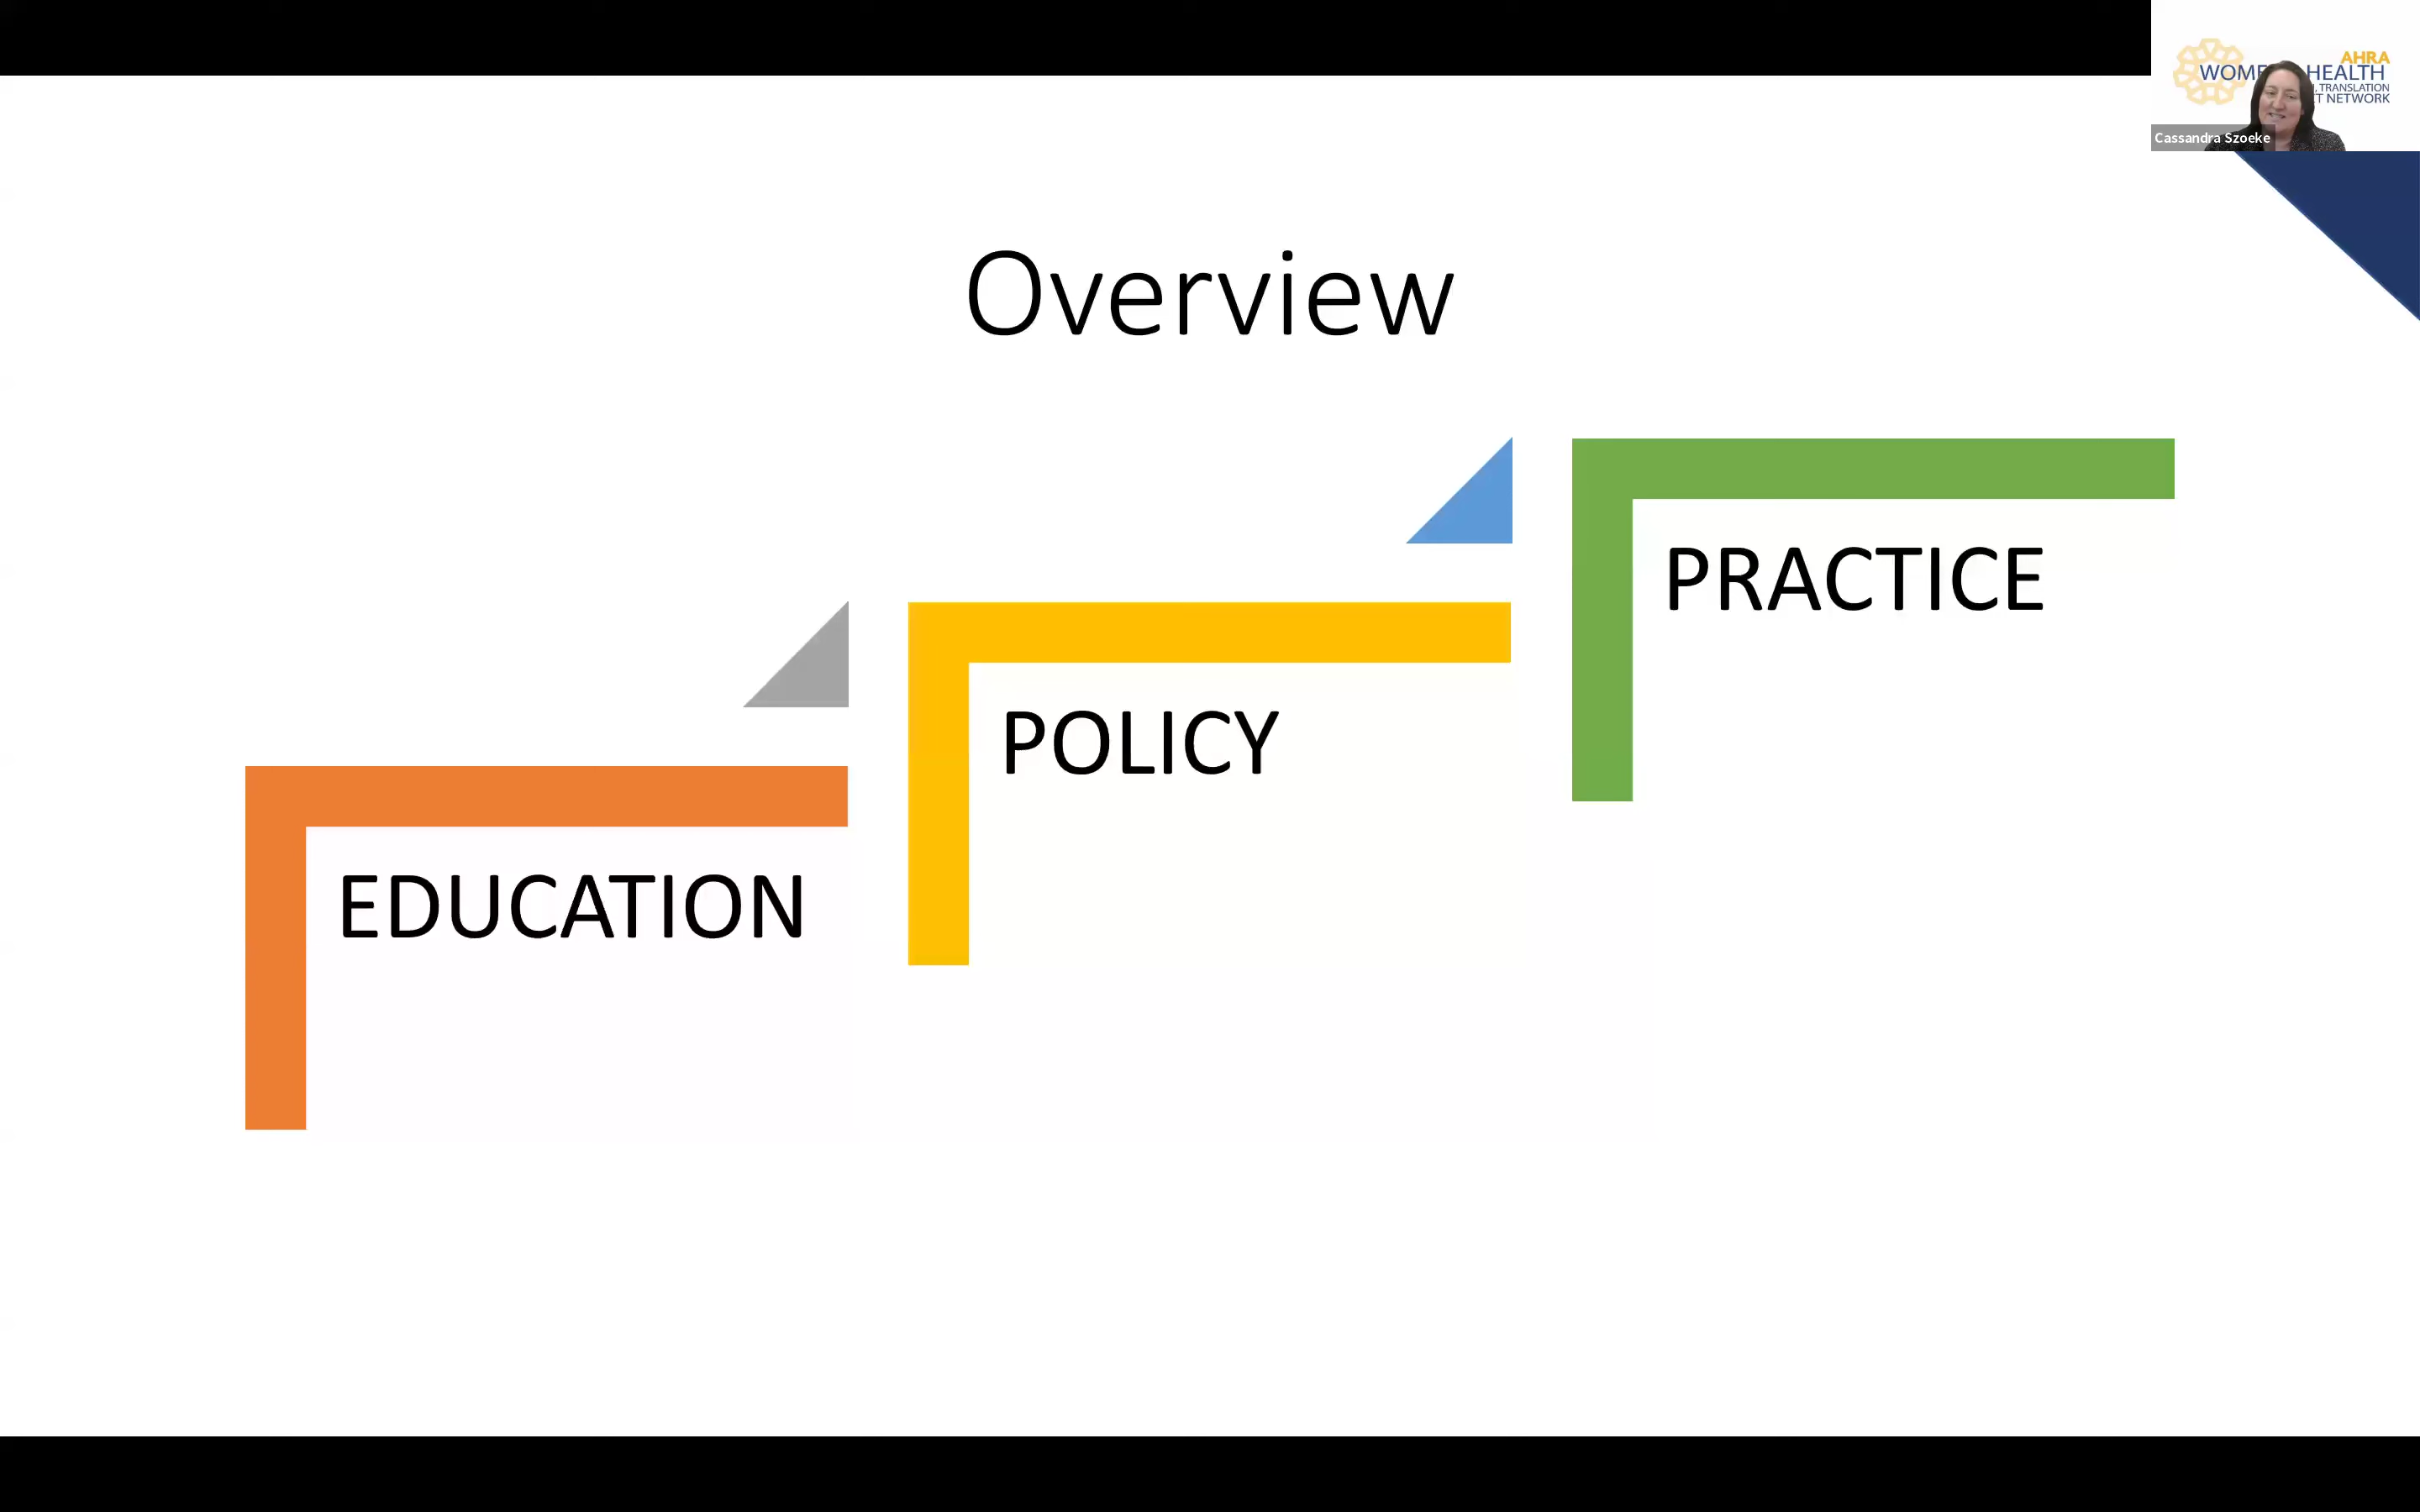 AHRA
HEALTH
TRANSLATION
NETWORK
Cassandra Szoeke
Overview
PRACTICE
POLICY
EDUCATION